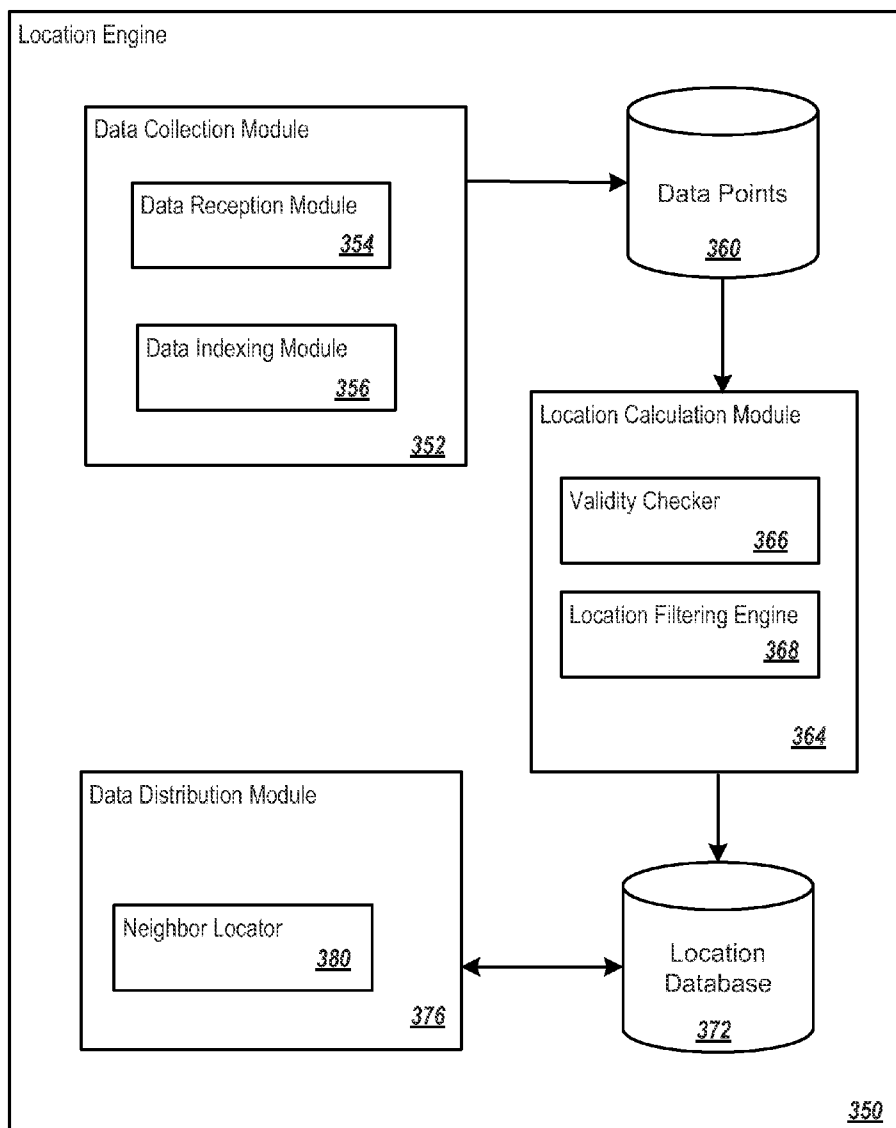 Location Engine
Data Collection Module
Data Reception Module
354
Data Indexing Module
356
352
Data Points
360
Location Calculation Module
Validity Checker
366
Location Filtering Engine
368
364
Data Distribution Module
Neighbor Locator
380
376
Location
Database
372
350